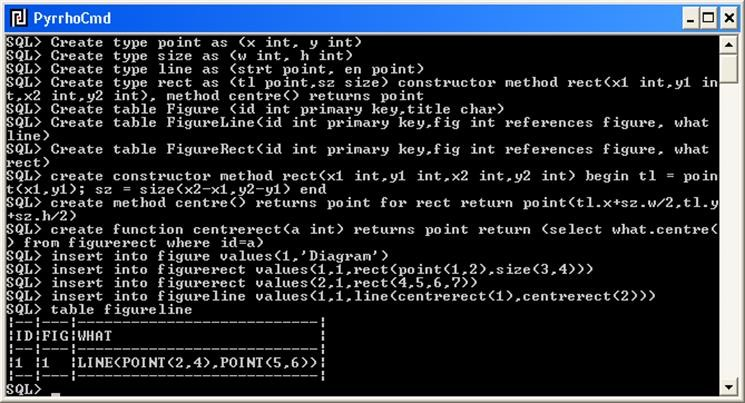 PyrrhoCmd
SQL> Create type point as (x int, y int)
SQL> Create type size as (w int, h int)
SQL> Create type line as (strt point, en point)
SQL> Create type rect as (tl point,sz size) constructor method rect(x1 int,y1 in
t,x2 int,y2 int), method centre() returns point
SQL> Create table Figure (id int primary key,title char)
SQL> Create table FigureLine(id int primary key,fig int references figure, what
line)
SQL> Create table FigureRect(id int primary key,fig int references figure, what
rect)
SQL> create constructor method rect(x1 int,y1 int,x2 int,y2 int) begin tl = poin
t(x1,y1); sz = size(x2-x1,y2-y1) end
SQL> create method centre() returns point for rect return point(tl.x+sz.w/2,tl.y
+sz.h/2)
SQL> create function centrerect(a int) returns point return (select what.centre(
) from figurerect where id=a)
SQL> insert into figure values(1,'Diagram')
SQL> insert into figurerect values(1,1,rect(point(1,2),size(3,4)))
SQL> insert into figurerect values(2,1,rect(4,5,6,7))
SQL> insert into figureline values(1,1,line(centrerect(1),centrerect(2)))
SQL> table figureline
|--|---|----------------------------|
|ID|FIG|WHAT                        |
|--|---|----------------------------|
|1 |1  |LINE(POINT(2,4),POINT(5,6))|
|--|---|----------------------------|
SQL> _